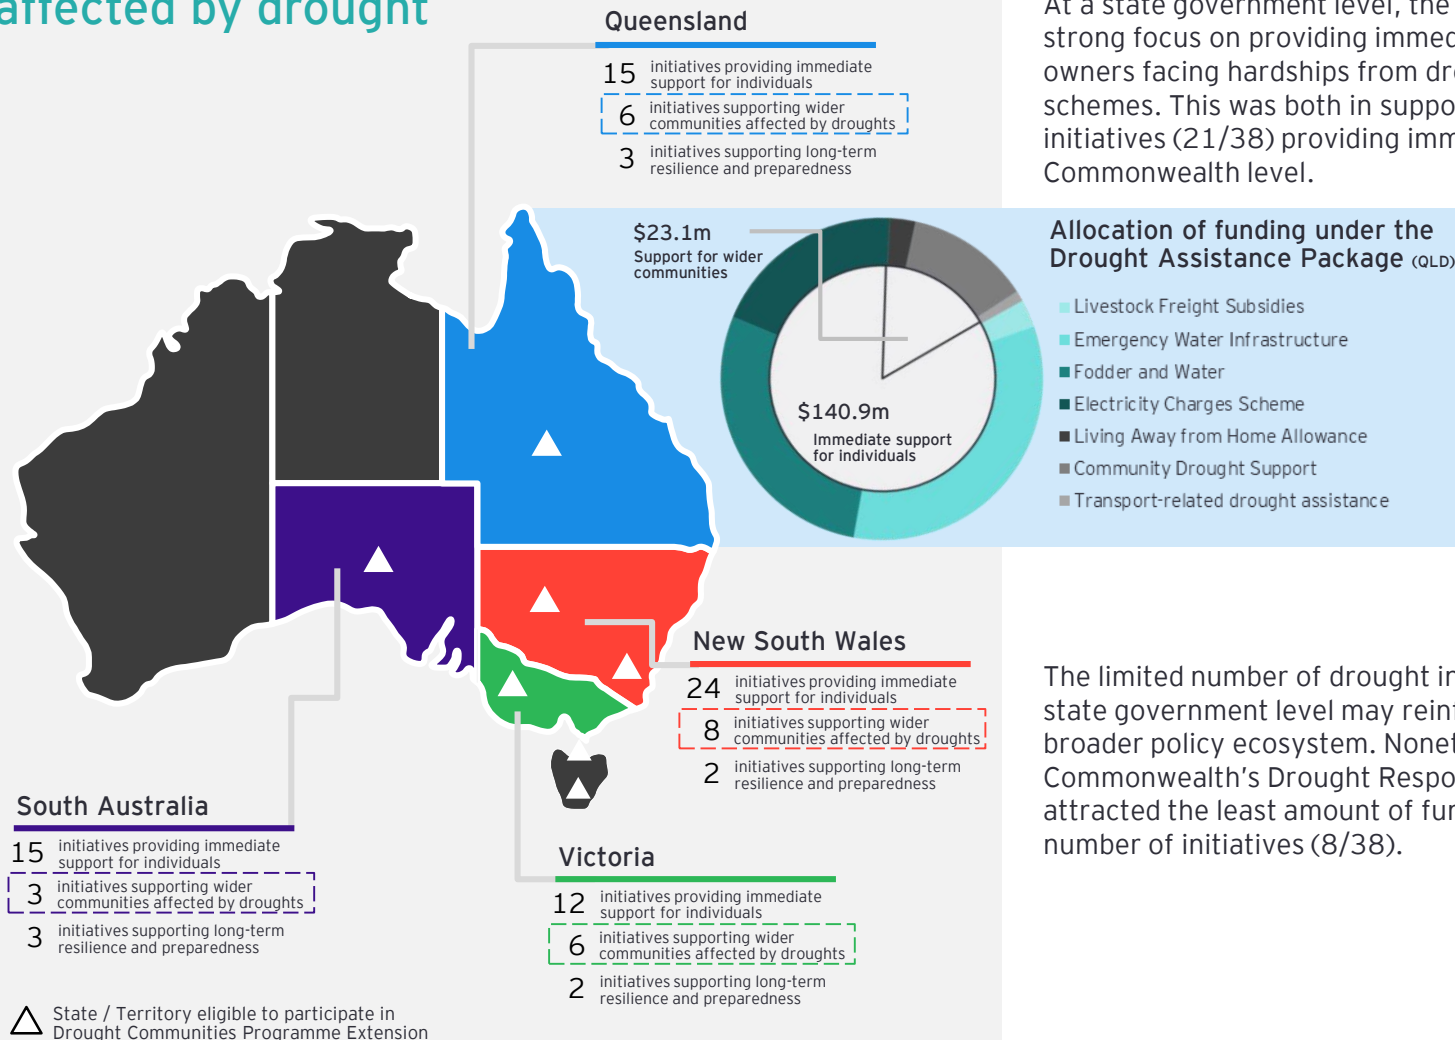 affected by drought
Queensland
15 initiatives providing immediate
support for individuals
6 initiatives supporting wider
communities affected by droughts
3 initiatives supporting long-term
resilience and preparedness
At a state government level, the
strong focus on providing
owners facing hardships from
schemes. This was both in
initiatives (21/38) providing
Commonwealth level.
$23.1m
Support for wider
communities
$140.9m
Immediate support
for individuals
Allocation of funding under the
Drought Assistance Package (QLD)
Livestock Freight Subsidies
Emergency Water Infrastructure
Fodder and Water
Electricity Charges Scheme
Living Away from Home Allowance
Community Drought Support
Transport-related drought assistance
New South Wales
24 initiatives providing immediate
support for individuals
8 initiatives supporting wider
communities affected by droughts
2 initiatives supporting long-term
resilience and preparedness
The limited number of drought
state government level may
broader policy ecosystem.
Commonwealth's Drought
attracted the least amount of
number of initiatives (8/38).
South Australia
15 initiatives providing immediate
support for individuals
3 initiatives supporting wider
communities affected by droughts
3 initiatives supporting long-term
resilience and preparedness
Victoria
12 initiatives providing immediate
support for individuals
6 initiatives supporting wider
communities affected by droughts
2 initiatives supporting long-term
resilience and preparedness
State / Territory eligible to participate in
Drought Communities Programme Extension